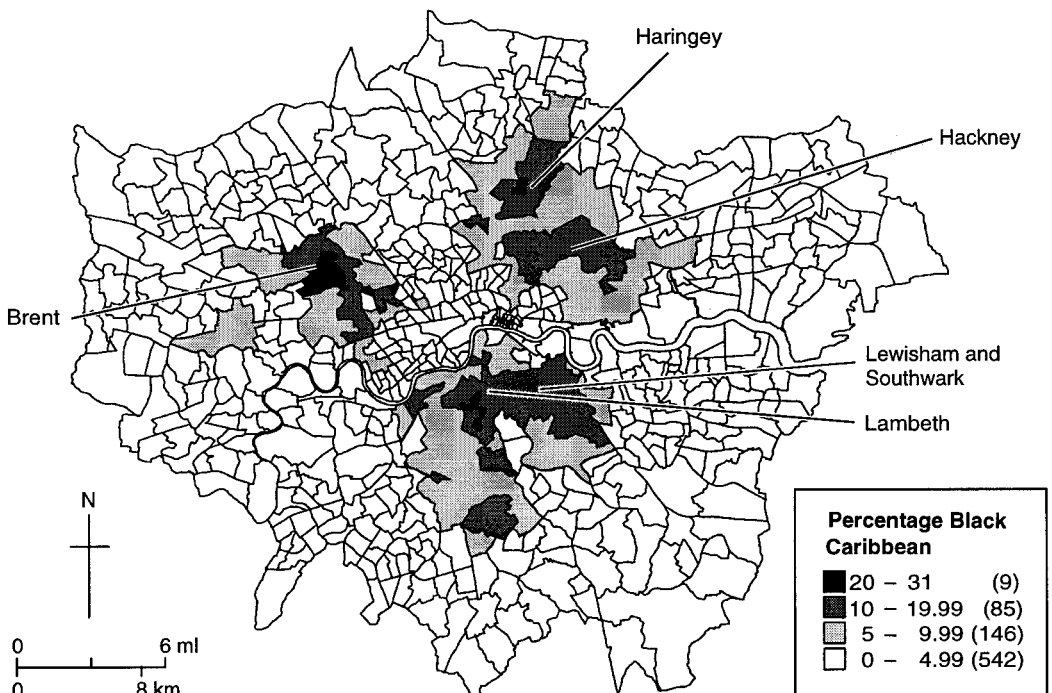 Haringey
Hackney
Brent
Lewisham and
Southwark
Lambeth
N
0 6 ml
0 8 km
Percentage Black
Caribbean
20 – 31 (9)
10 – 19.99 (85)
5 – 9.99 (146)
0 – 4.99 (542)